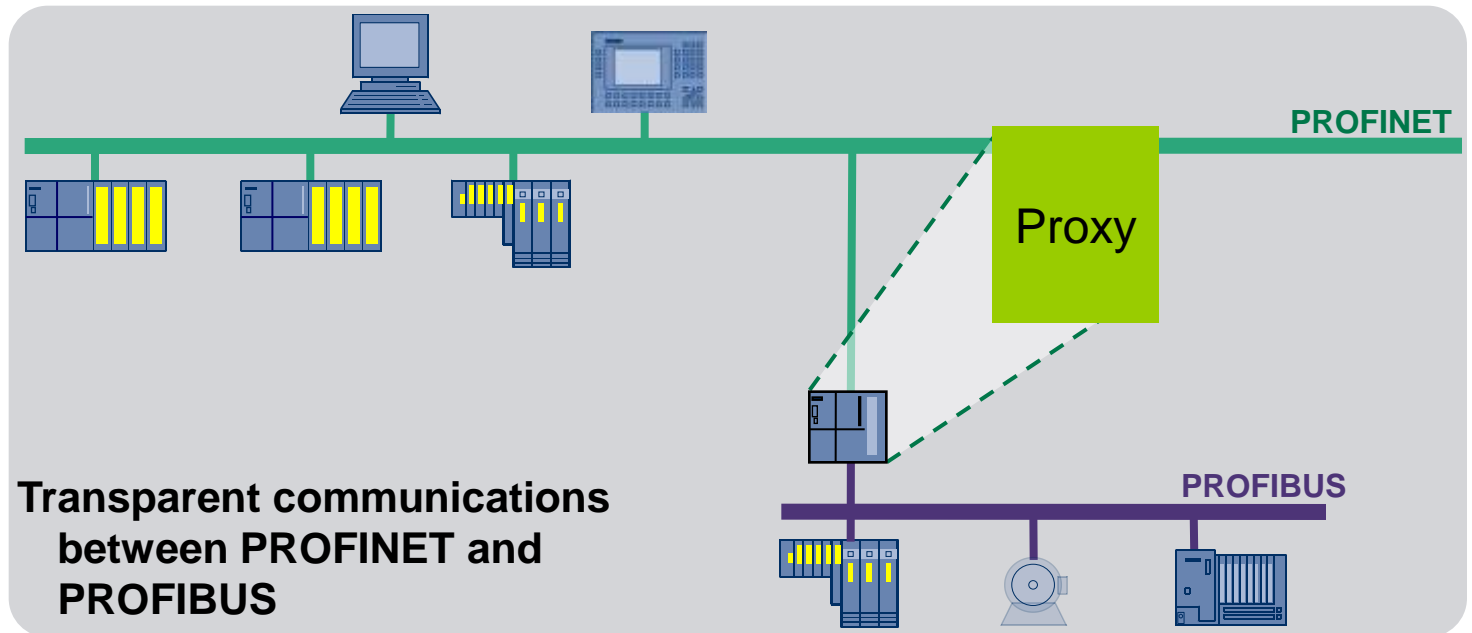 PROFINET
Proxy
PROFIBUS
Transparent communications
between PROFINET and
PROFIBUS